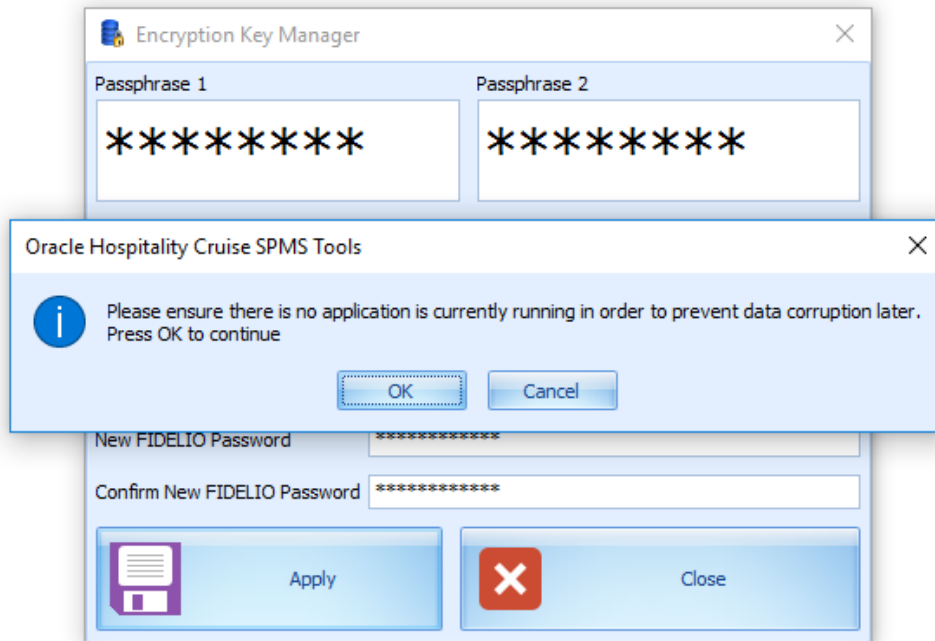 Encryption Key Manager
Passphrase 1
Passphrase 2
********
********
Oracle Hospitality Cruise SPMS Tools
Please ensure there is no application is currently running in order to prevent data corruption later.
Press OK to continue
OK
Cancel
New FIDELIO Password
************
Confirm New FIDELIO Password
************
Apply
Close